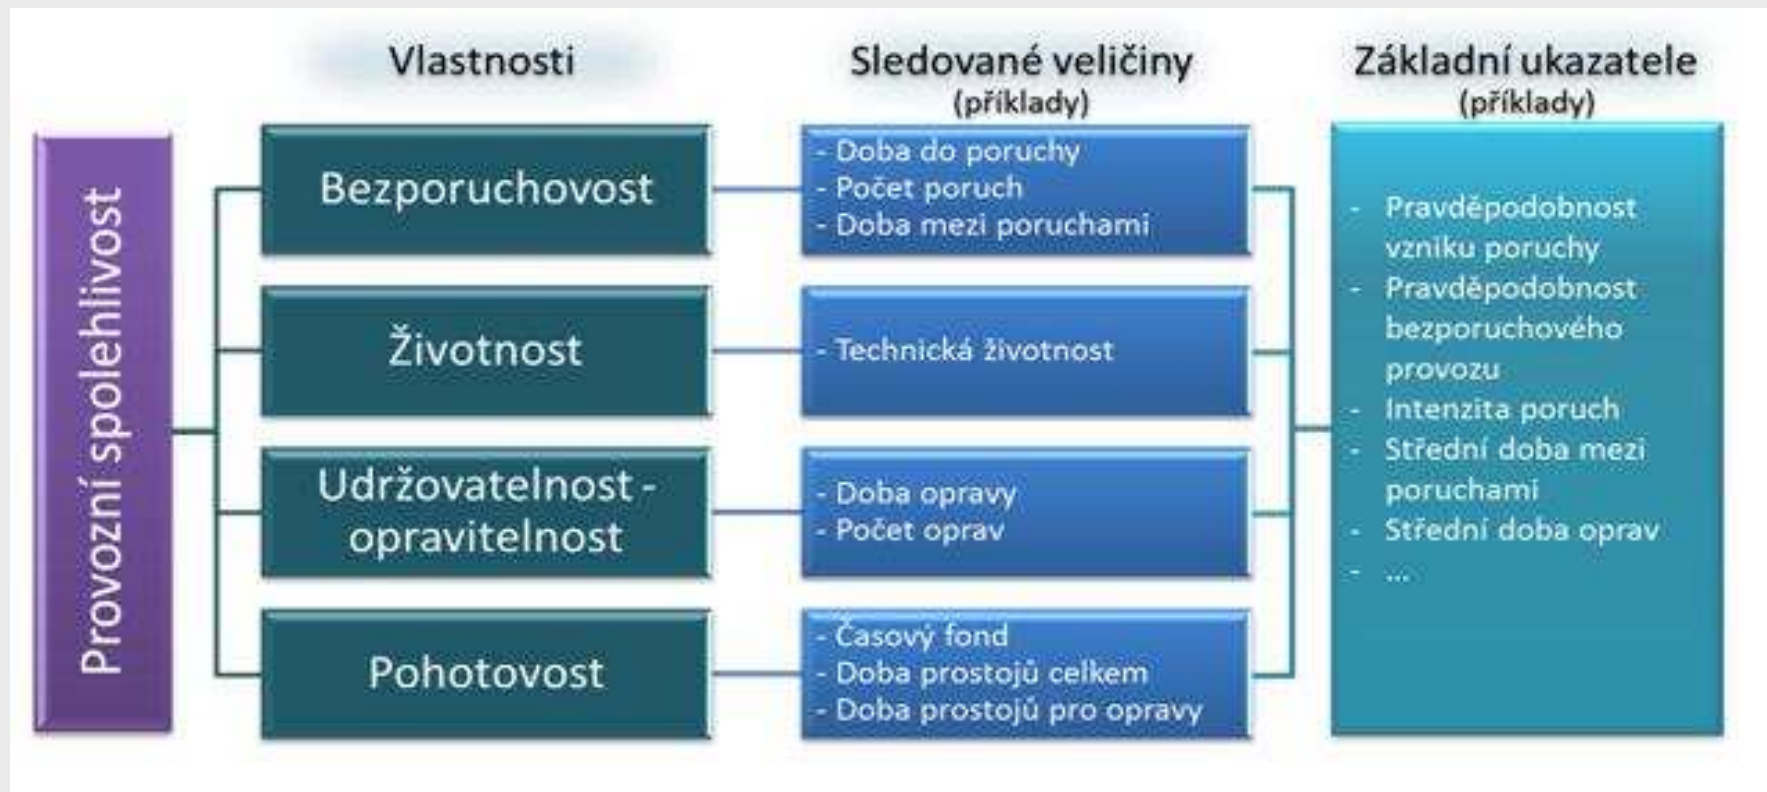 Vlastnosti
Sledované veličiny
(příklady)
Základní ukazatele
(příklady)
Provozní spolehlivost
Bezporuchovost
- Doba do poruchy
- Počet poruch
- Doba mezi poruchami
Životnost
- Technická životnost
Udržovatelnost -
opravitelnost
- Doba opravy
- Počet oprav
Pohotovost
- Časový fond
- Doba prostojů celkem
- Doba prostojů pro opravy
- Pravděpodobnost
vzniku poruchy
- Pravděpodobnost
bezporuchového
provozu
- Intenzita poruch
- Střední doba mezi
poruchami
- Střední doba oprav
- ...